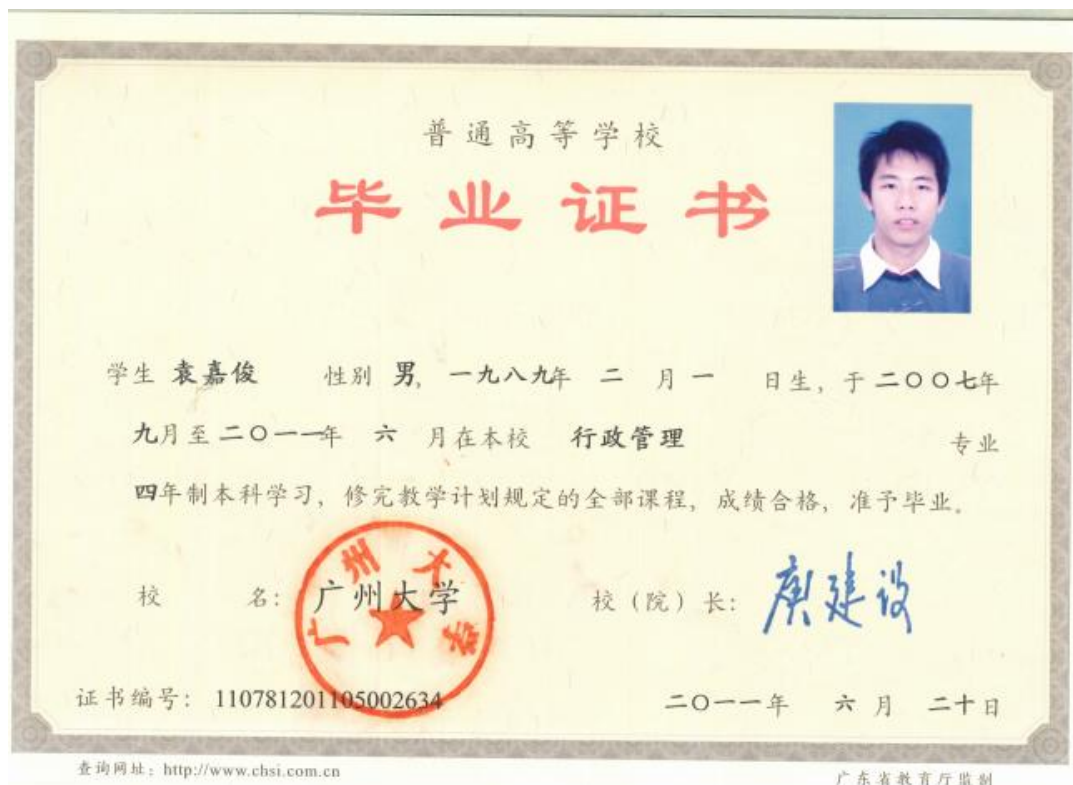 普通高等学校
毕业证书
学生 袁嘉俊 性别 男，一九八九年 二 月 一 日生，于 二〇〇七年
九月至 二〇一一年 六 月在本校 行政管理 专业
四年制本科学习，修完教学计划规定的全部课程，成绩合格，准予毕业。
校 名：广州大学 校（院）长：庾建设
广州大学
证书编号：110781201105002634 二〇一一年 六 月 二十日
查询网址：http://www.chsi.com.cn 广东省教育厅监制